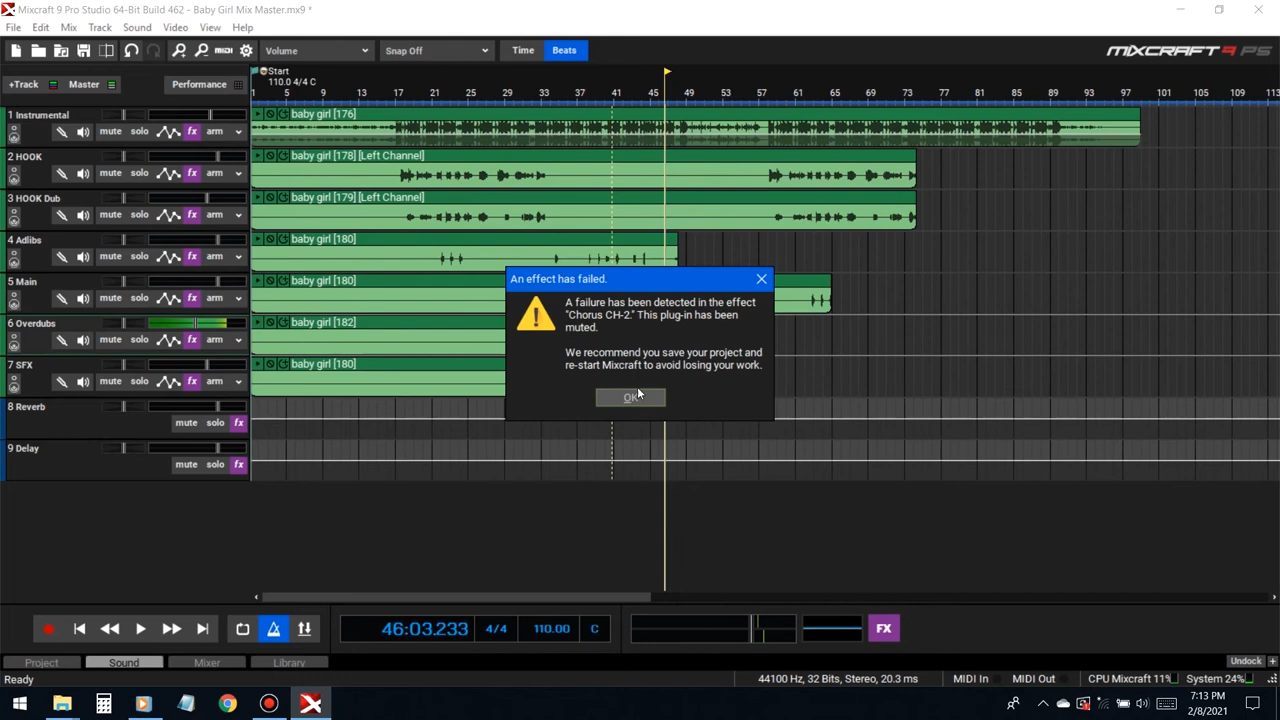 Mixcraft 9 Pro Studio 64-Bit Build 462 - Baby Girl Mix Master.mx9 *
File Edit Mix Track Sound Video View Help
MIDI Volume Snap Off Time Beats MIXCRAFT 9 PS
+Track Master Performance
Start
110.0 4/4 C
1 5 9 13 17 21 25 29 33 37 41 45 49 53 57 61 65 69 73 77 81 85 89 93 97 101 105 109 113
1 Instrumental
mute solo fx arm
baby girl [176]
2 HOOK
mute solo fx arm
baby girl [178] [Left Channel]
3 HOOK Dub
mute solo fx arm
baby girl [179] [Left Channel]
4 Adlibs
mute solo fx arm
baby girl [180]
5 Main
mute solo fx arm
baby girl [180]
6 Overdubs
mute solo fx arm
baby girl [182]
7 SFX
mute solo fx arm
baby girl [180]
8 Reverb
mute solo fx
9 Delay
mute solo fx
An effect has failed.
A failure has been detected in the effect
"Chorus CH-2." This plug-in has been
muted.
We recommend you save your project and
re-start Mixcraft to avoid losing your work.
OK
46:03.233 4/4 110.00 C FX
Project Sound Mixer Library Undock +
Ready 44100 Hz, 32 Bits, Stereo, 20.3 ms MIDI In MIDI Out CPU Mixcraft 11% System 24%
7:13 PM
2/8/2021